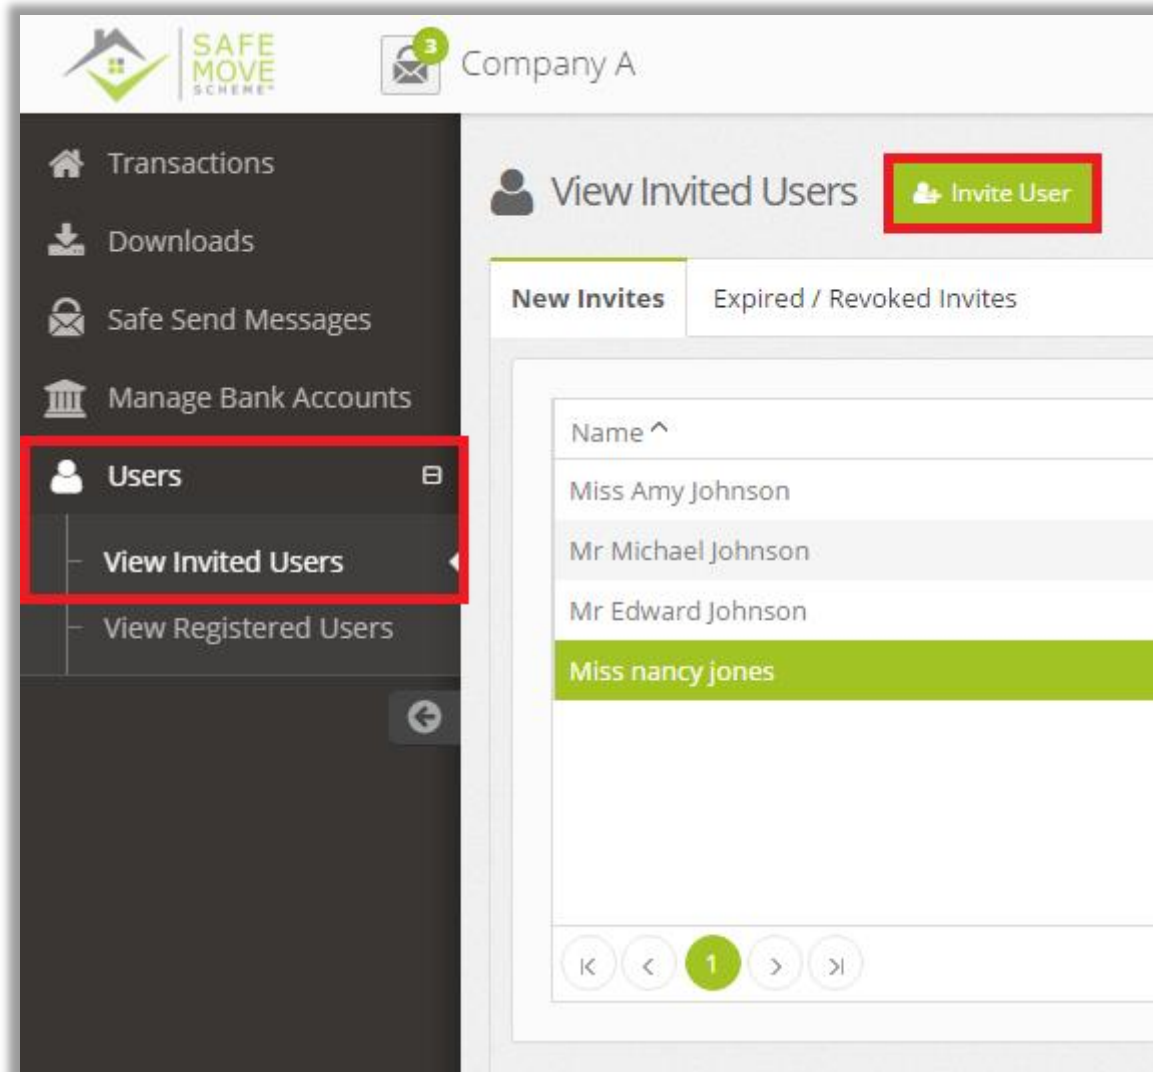 SAFE
MOVE
SCHEME®
3
Company A
Transactions
Downloads
Safe Send Messages
Manage Bank Accounts
Users
View Invited Users
View Registered Users
View Invited Users
Invite User
New Invites
Expired / Revoked Invites
Name
Miss Amy Johnson
Mr Michael Johnson
Mr Edward Johnson
Miss nancy jones
1